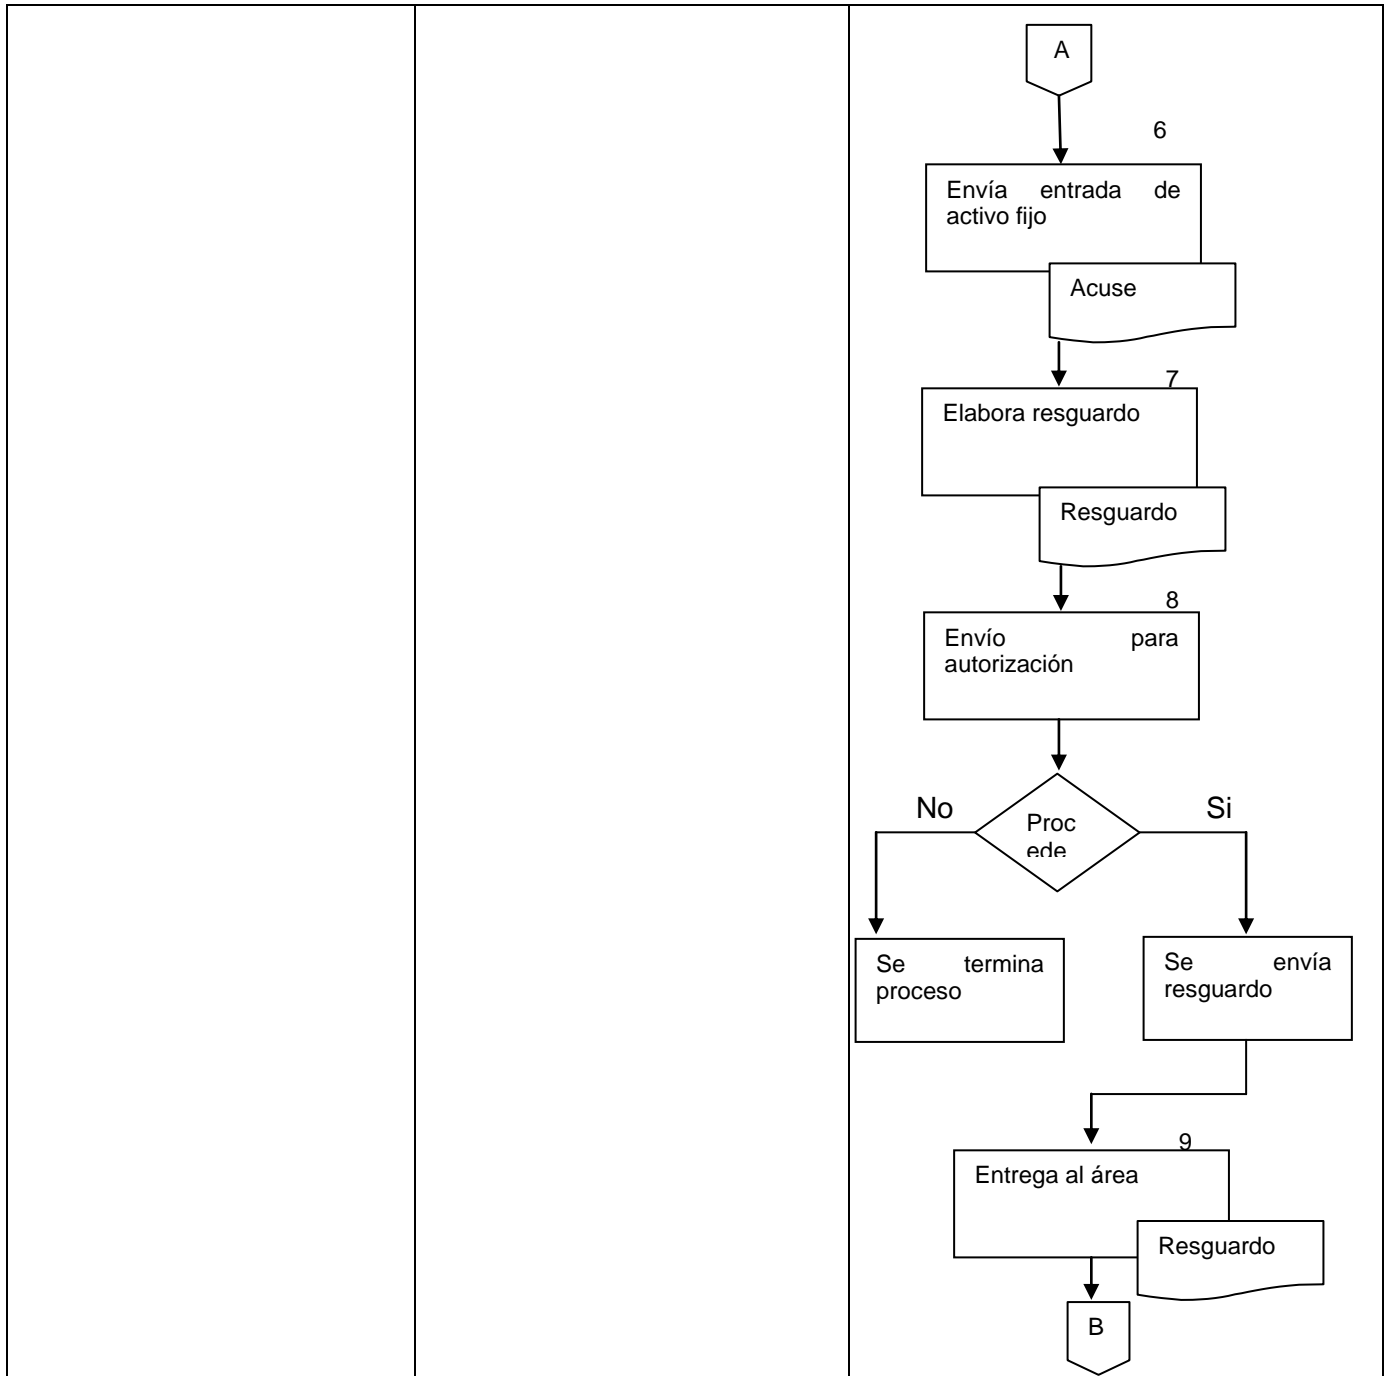 A
6
Envía entrada de
activo fijo
Acuse
7
Elabora resguardo
Resguardo
8
Envío para
autorización
No
Si
Proc
ede
Se termina
proceso
Se envía
resguardo
9
Entrega al área
Resguardo
B